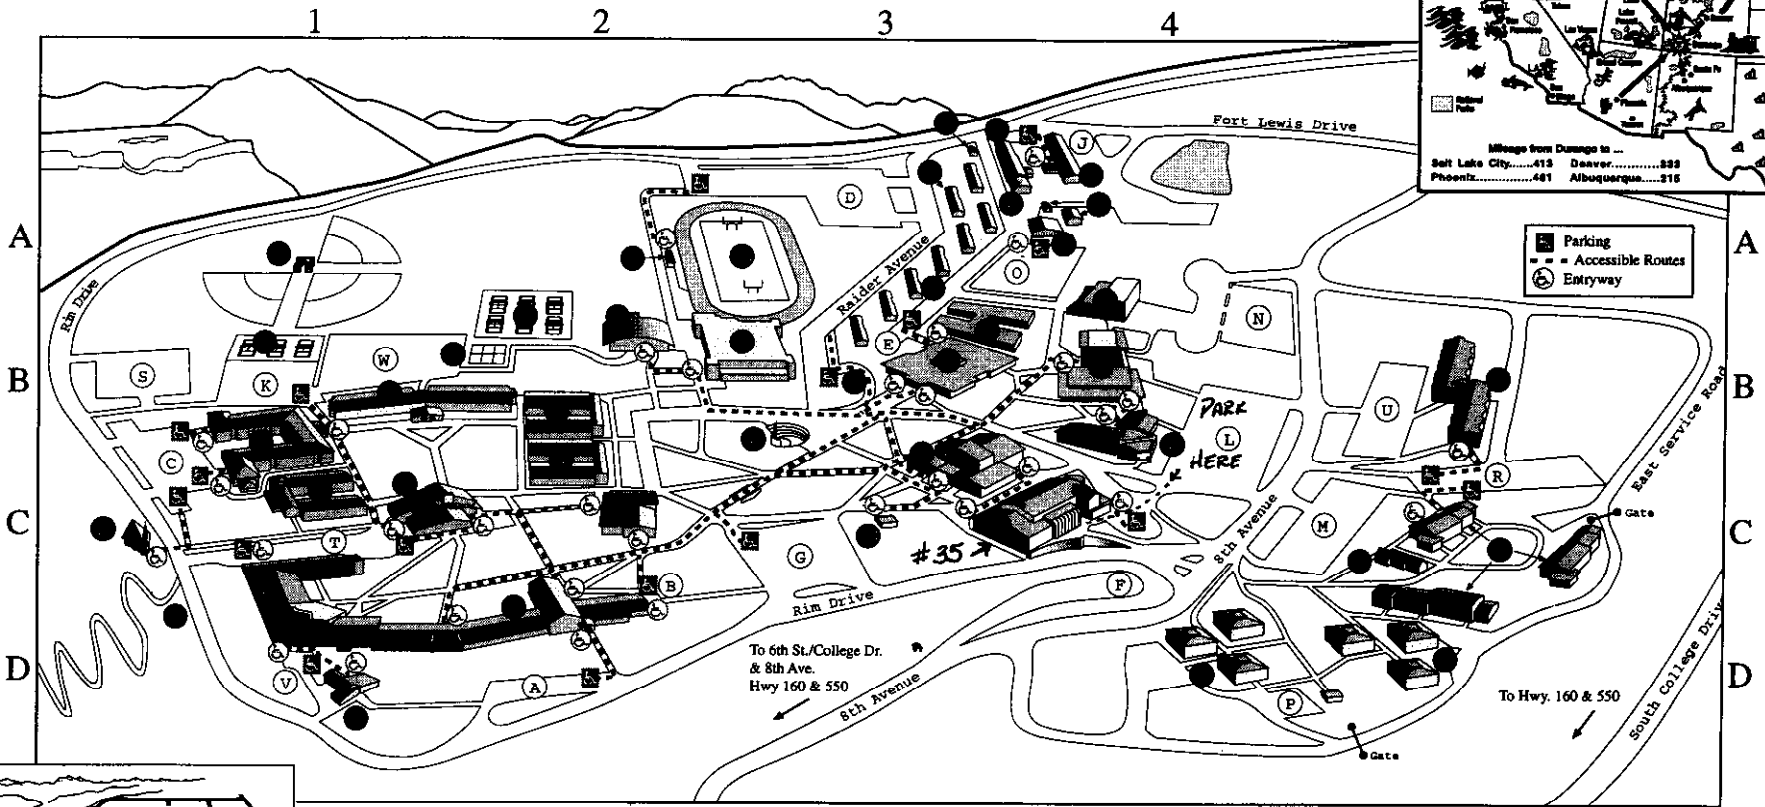 1 2 3 4
Fort Lewis Drive
Mileage from Durango to ...
Salt Lake City......413 Denver............333
Phoenix..............461 Albuquerque.....215
A
A
Parking
Accessible Routes
Entryway
Rim Drive
Raider Avenue
J
D
O
N
E
B
B
S
K
W
U
L
PARK
HERE
East Service Road
C
R
C
C
T
G
M
Gate
#35
8th Avenue
B
F
Rim Drive
D
D
V
A
P
To 6th St./College Dr.
& 8th Ave.
Hwy 160 & 550
8th Avenue
To Hwy. 160 & 550
South College Drive
Gate